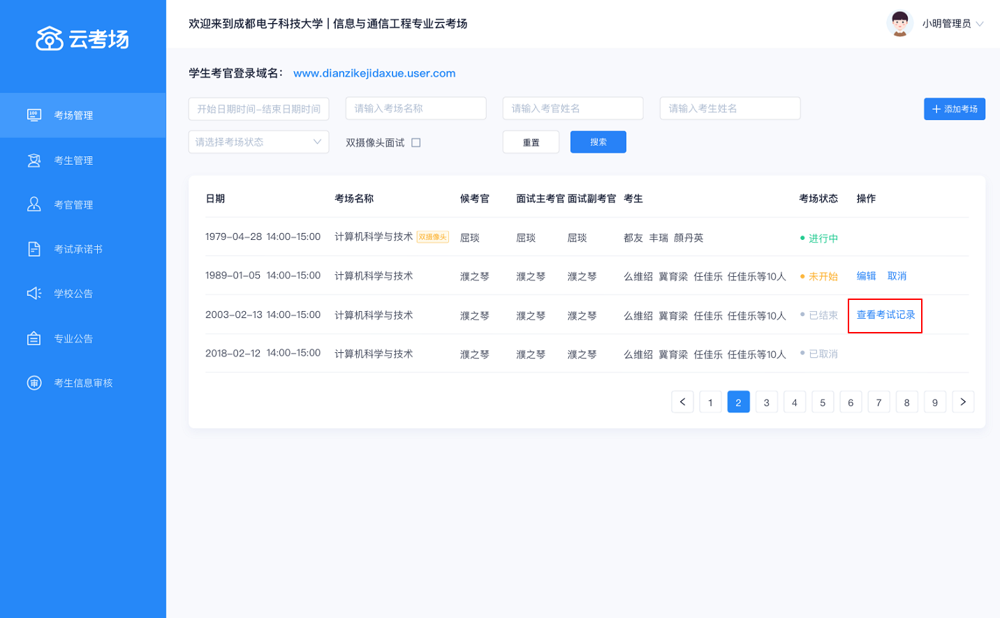 云考场
欢迎来到成都电子科技大学 | 信息与通信工程专业云考场
小明管理员
学生考官登录域名： www.dianzikejidaxue.user.com
开始日期时间-结束日期时间 请输入考场名称 请输入考官姓名 请输入考生姓名 添加考场
请选择考场状态 双摄像头面试 重置 搜索
100 考场管理
考生管理
考官管理
考试承诺书
学校公告
专业公告
审 考生信息审核
日期 考场名称 候考官 面试主考官 面试副考官 考生 考场状态 操作
1979-04-28 14:00-15:00 计算机科学与技术 双摄像头 屈琰 屈琰 屈琰 都友 丰瑞 颜丹英 进行中
1989-01-05 14:00-15:00 计算机科学与技术 濮之琴 濮之琴 濮之琴 么维绍 冀育梁 任佳乐 任佳乐等10人 未开始 编辑 取消
2003-02-13 14:00-15:00 计算机科学与技术 濮之琴 濮之琴 濮之琴 么维绍 冀育梁 任佳乐 任佳乐等10人 已结束 查看考试记录
2018-02-12 14:00-15:00 计算机科学与技术 濮之琴 濮之琴 濮之琴 么维绍 冀育梁 任佳乐 任佳乐等10人 已取消
< 1 2 3 4 5 6 7 8 9 >